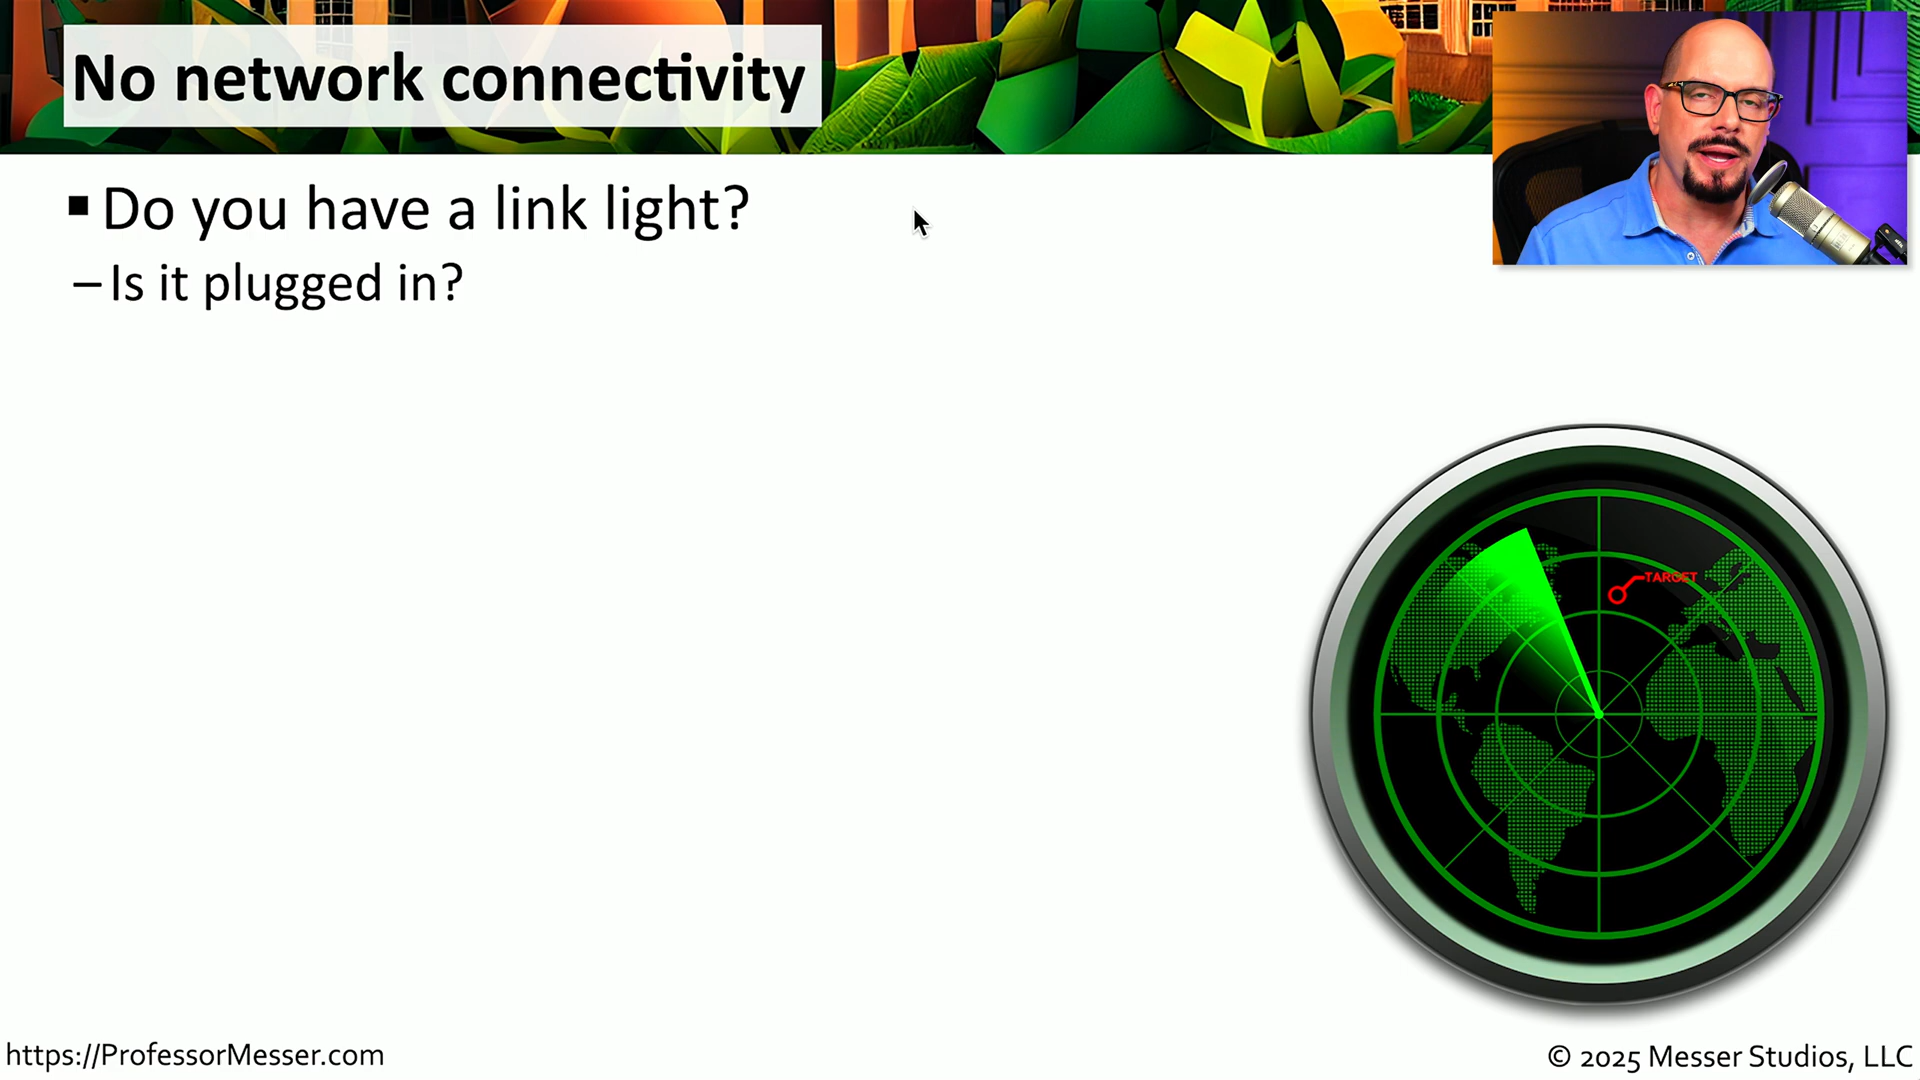 No network connectivity
▪ Do you have a link light?
– Is it plugged in?
TARGET
https://ProfessorMesser.com
© 2025 Messer Studios, LLC